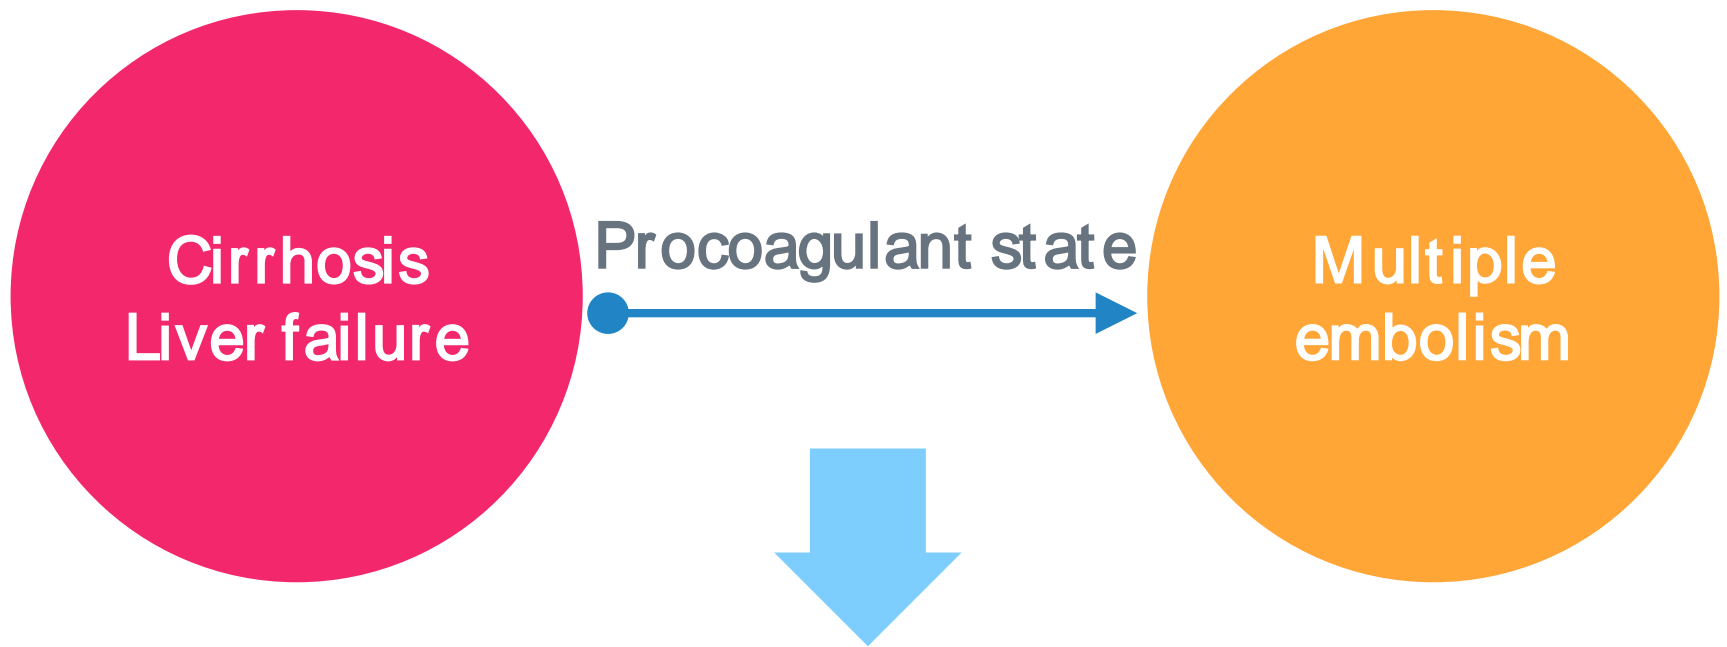 Cirrhosis
Liver failure
Procoagulant state
Multiple
embolism